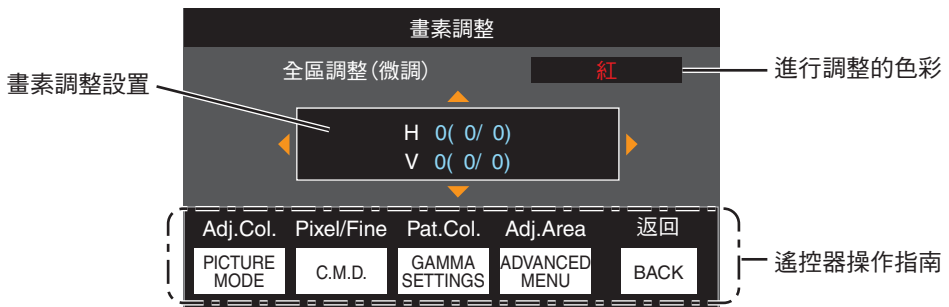 畫素調整
全區調整(微調)
紅
進行調整的色彩
畫素調整設置
H 0( 0/ 0)
V 0( 0/ 0)
Adj.Col. Pixel/Fine Pat.Col. Adj.Area 返回
PICTURE MODE
C.M.D.
GAMMA SETTINGS
ADVANCED MENU
BACK
遙控器操作指南